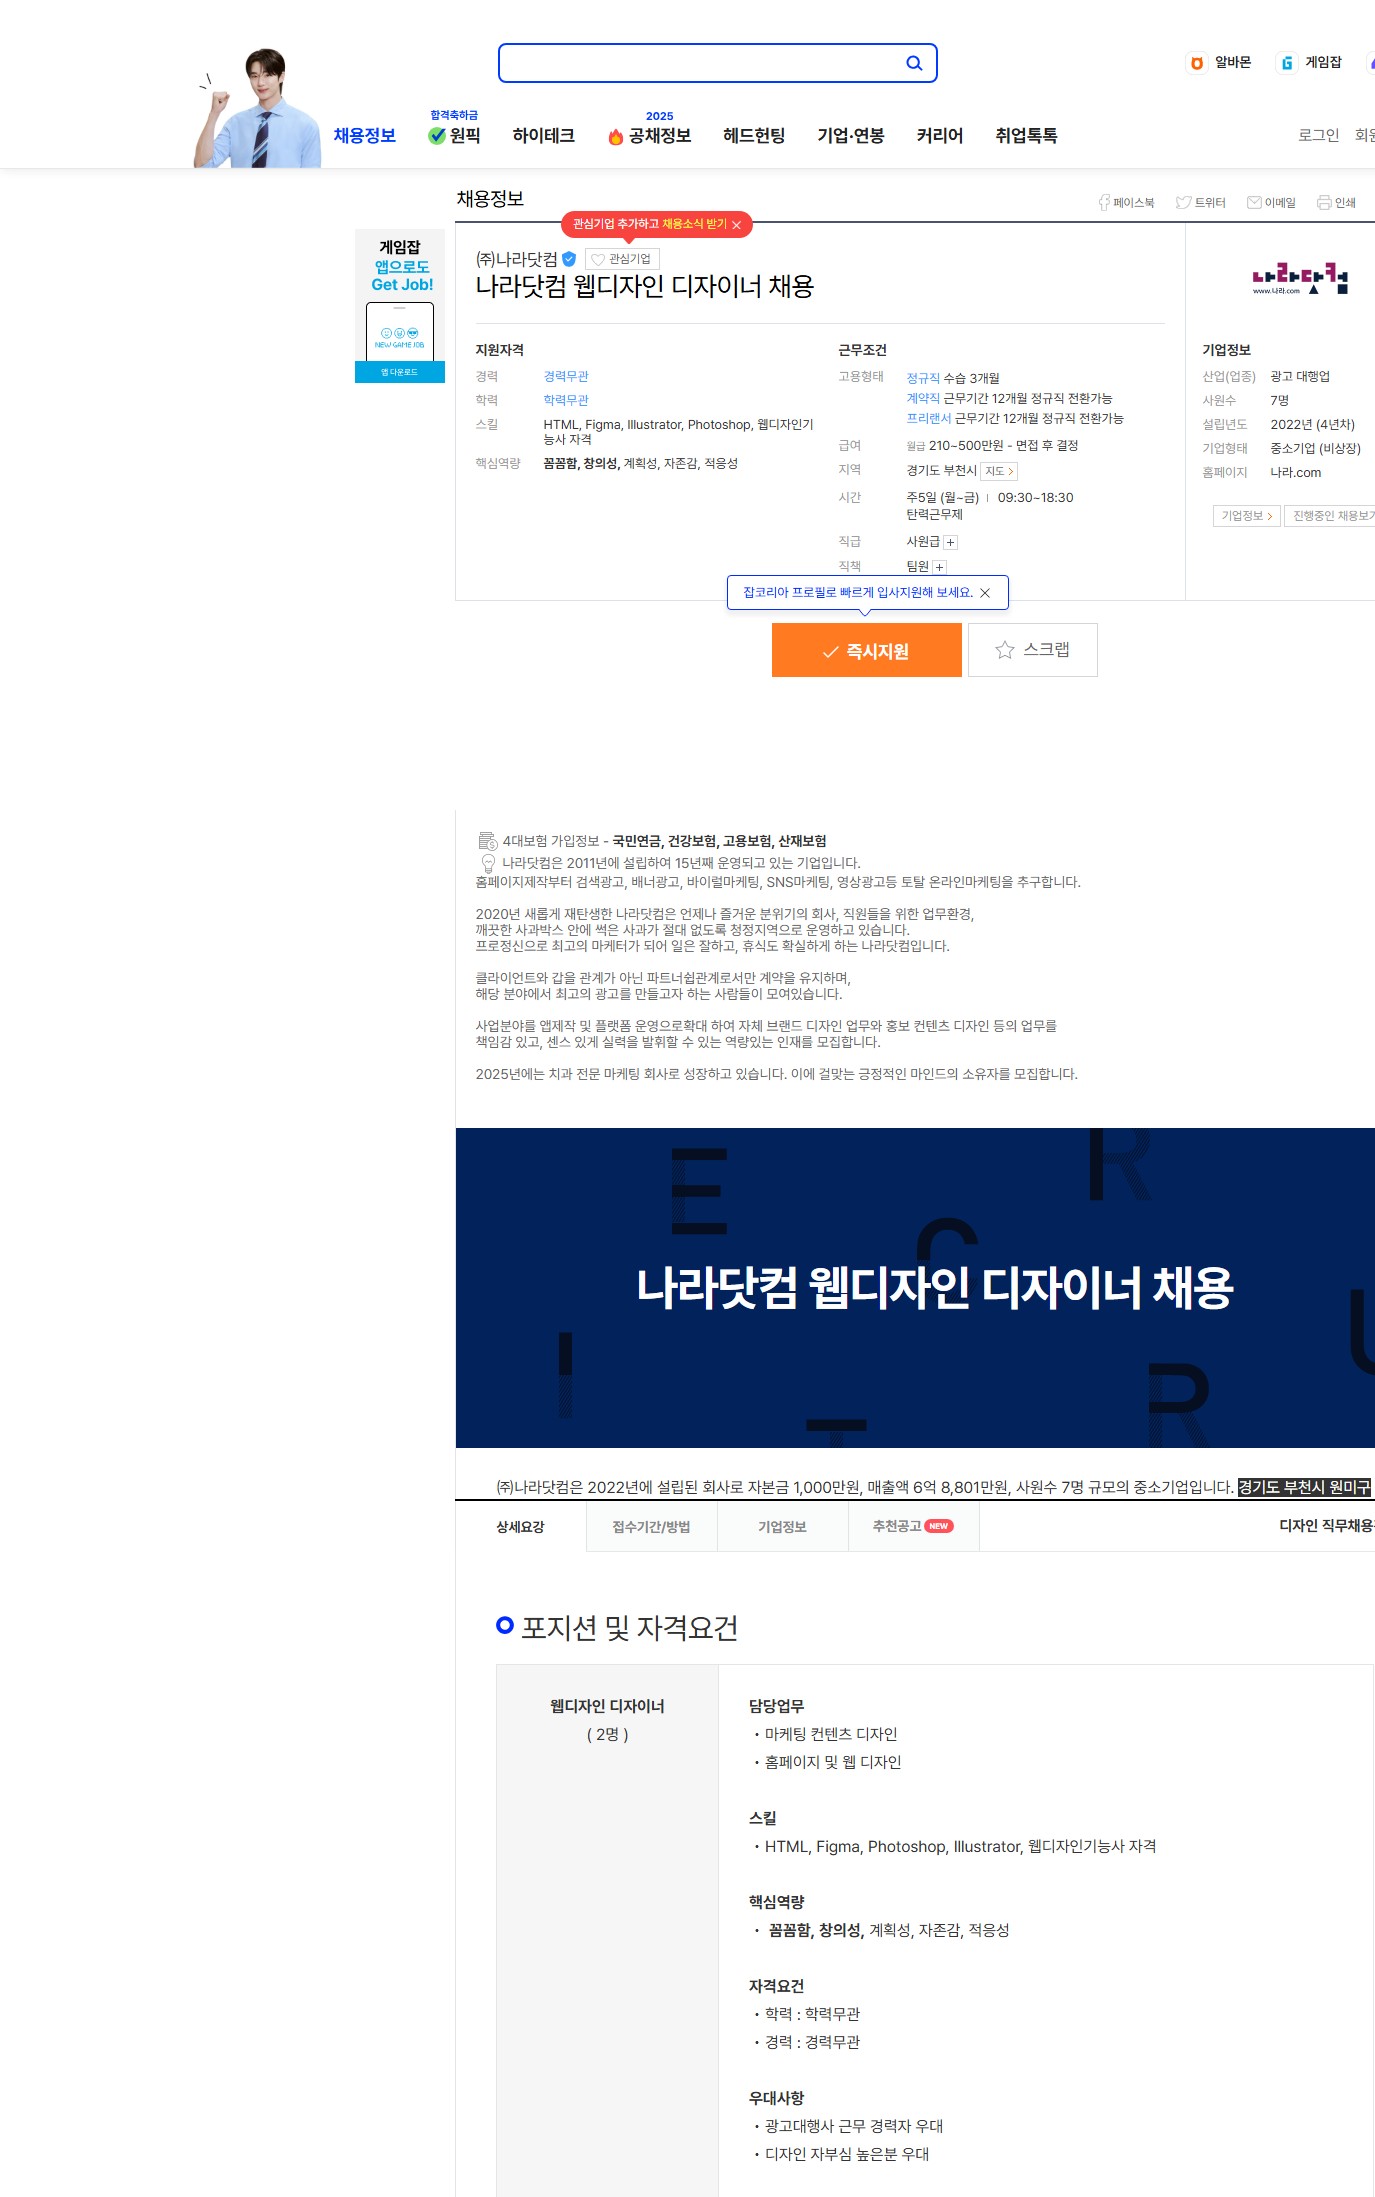 알바몬
게임잡
합격축하금
2025
채용정보
원픽
하이테크
공채정보
헤드헌팅
기업·연봉
커리어
취업톡톡
로그인
채용정보
페이스북
트위터
이메일
인쇄
관심기업 추가하고 채용소식 받기
게임잡
앱으로도
Get Job!
NEW GAME JOB
앱 다운로드
㈜나라닷컴
관심기업
나라닷컴 웹디자인 디자이너 채용
지원자격
경력 경력무관
학력 학력무관
스킬 HTML, Figma, Illustrator, Photoshop, 웹디자인기
능사 자격
핵심역량 꼼꼼함, 창의성, 계획성, 자존감, 적응성
근무조건
고용형태 정규직 수습 3개월
계약직 근무기간 12개월 정규직 전환가능
프리랜서 근무기간 12개월 정규직 전환가능
급여 월급 210~500만원 - 면접 후 결정
지역 경기도 부천시 지도
시간 주5일 (월~금) 09:30~18:30
탄력근무제
직급 사원급
직책 팀원
나라닷컴
www.나라.com
기업정보
산업(업종) 광고 대행업
사원수 7명
설립년도 2022년 (4년차)
기업형태 중소기업 (비상장)
홈페이지 나라.com
기업정보
진행중인 채용보기
잡코리아 프로필로 빠르게 입사지원해 보세요.
즉시지원
스크랩
4대보험 가입정보 - 국민연금, 건강보험, 고용보험, 산재보험
나라닷컴은 2011년에 설립하여 15년째 운영되고 있는 기업입니다.
홈페이지제작부터 검색광고, 배너광고, 바이럴마케팅, SNS마케팅, 영상광고등 토탈 온라인마케팅을 추구합니다.
2020년 새롭게 재탄생한 나라닷컴은 언제나 즐거운 분위기의 회사, 직원들을 위한 업무환경,
깨끗한 사과박스 안에 썩은 사과가 절대 없도록 청정지역으로 운영하고 있습니다.
프로정신으로 최고의 마케터가 되어 일은 잘하고, 휴식도 확실하게 하는 나라닷컴입니다.
클라이언트와 갑을 관계가 아닌 파트너쉽관계로서만 계약을 유지하며,
해당 분야에서 최고의 광고를 만들고자 하는 사람들이 모여있습니다.
사업분야를 앱제작 및 플랫폼 운영으로확대 하여 자체 브랜드 디자인 업무와 홍보 컨텐츠 디자인 등의 업무를
책임감 있고, 센스 있게 실력을 발휘할 수 있는 역량있는 인재를 모집합니다.
2025년에는 치과 전문 마케팅 회사로 성장하고 있습니다. 이에 걸맞는 긍정적인 마인드의 소유자를 모집합니다.
E
R
C
나라닷컴 웹디자인 디자이너 채용
I
U
R
T
㈜나라닷컴은 2022년에 설립된 회사로 자본금 1,000만원, 매출액 6억 8,801만원, 사원수 7명 규모의 중소기업입니다. 경기도 부천시 원미구
상세요강
접수기간/방법
기업정보
추천공고 NEW
디자인 직무채용
포지션 및 자격요건
웹디자인 디자이너
( 2명 )
담당업무
· 마케팅 컨텐츠 디자인
· 홈페이지 및 웹 디자인
스킬
· HTML, Figma, Photoshop, Illustrator, 웹디자인기능사 자격
핵심역량
· 꼼꼼함, 창의성, 계획성, 자존감, 적응성
자격요건
· 학력 : 학력무관
· 경력 : 경력무관
우대사항
· 광고대행사 근무 경력자 우대
· 디자인 자부심 높은분 우대